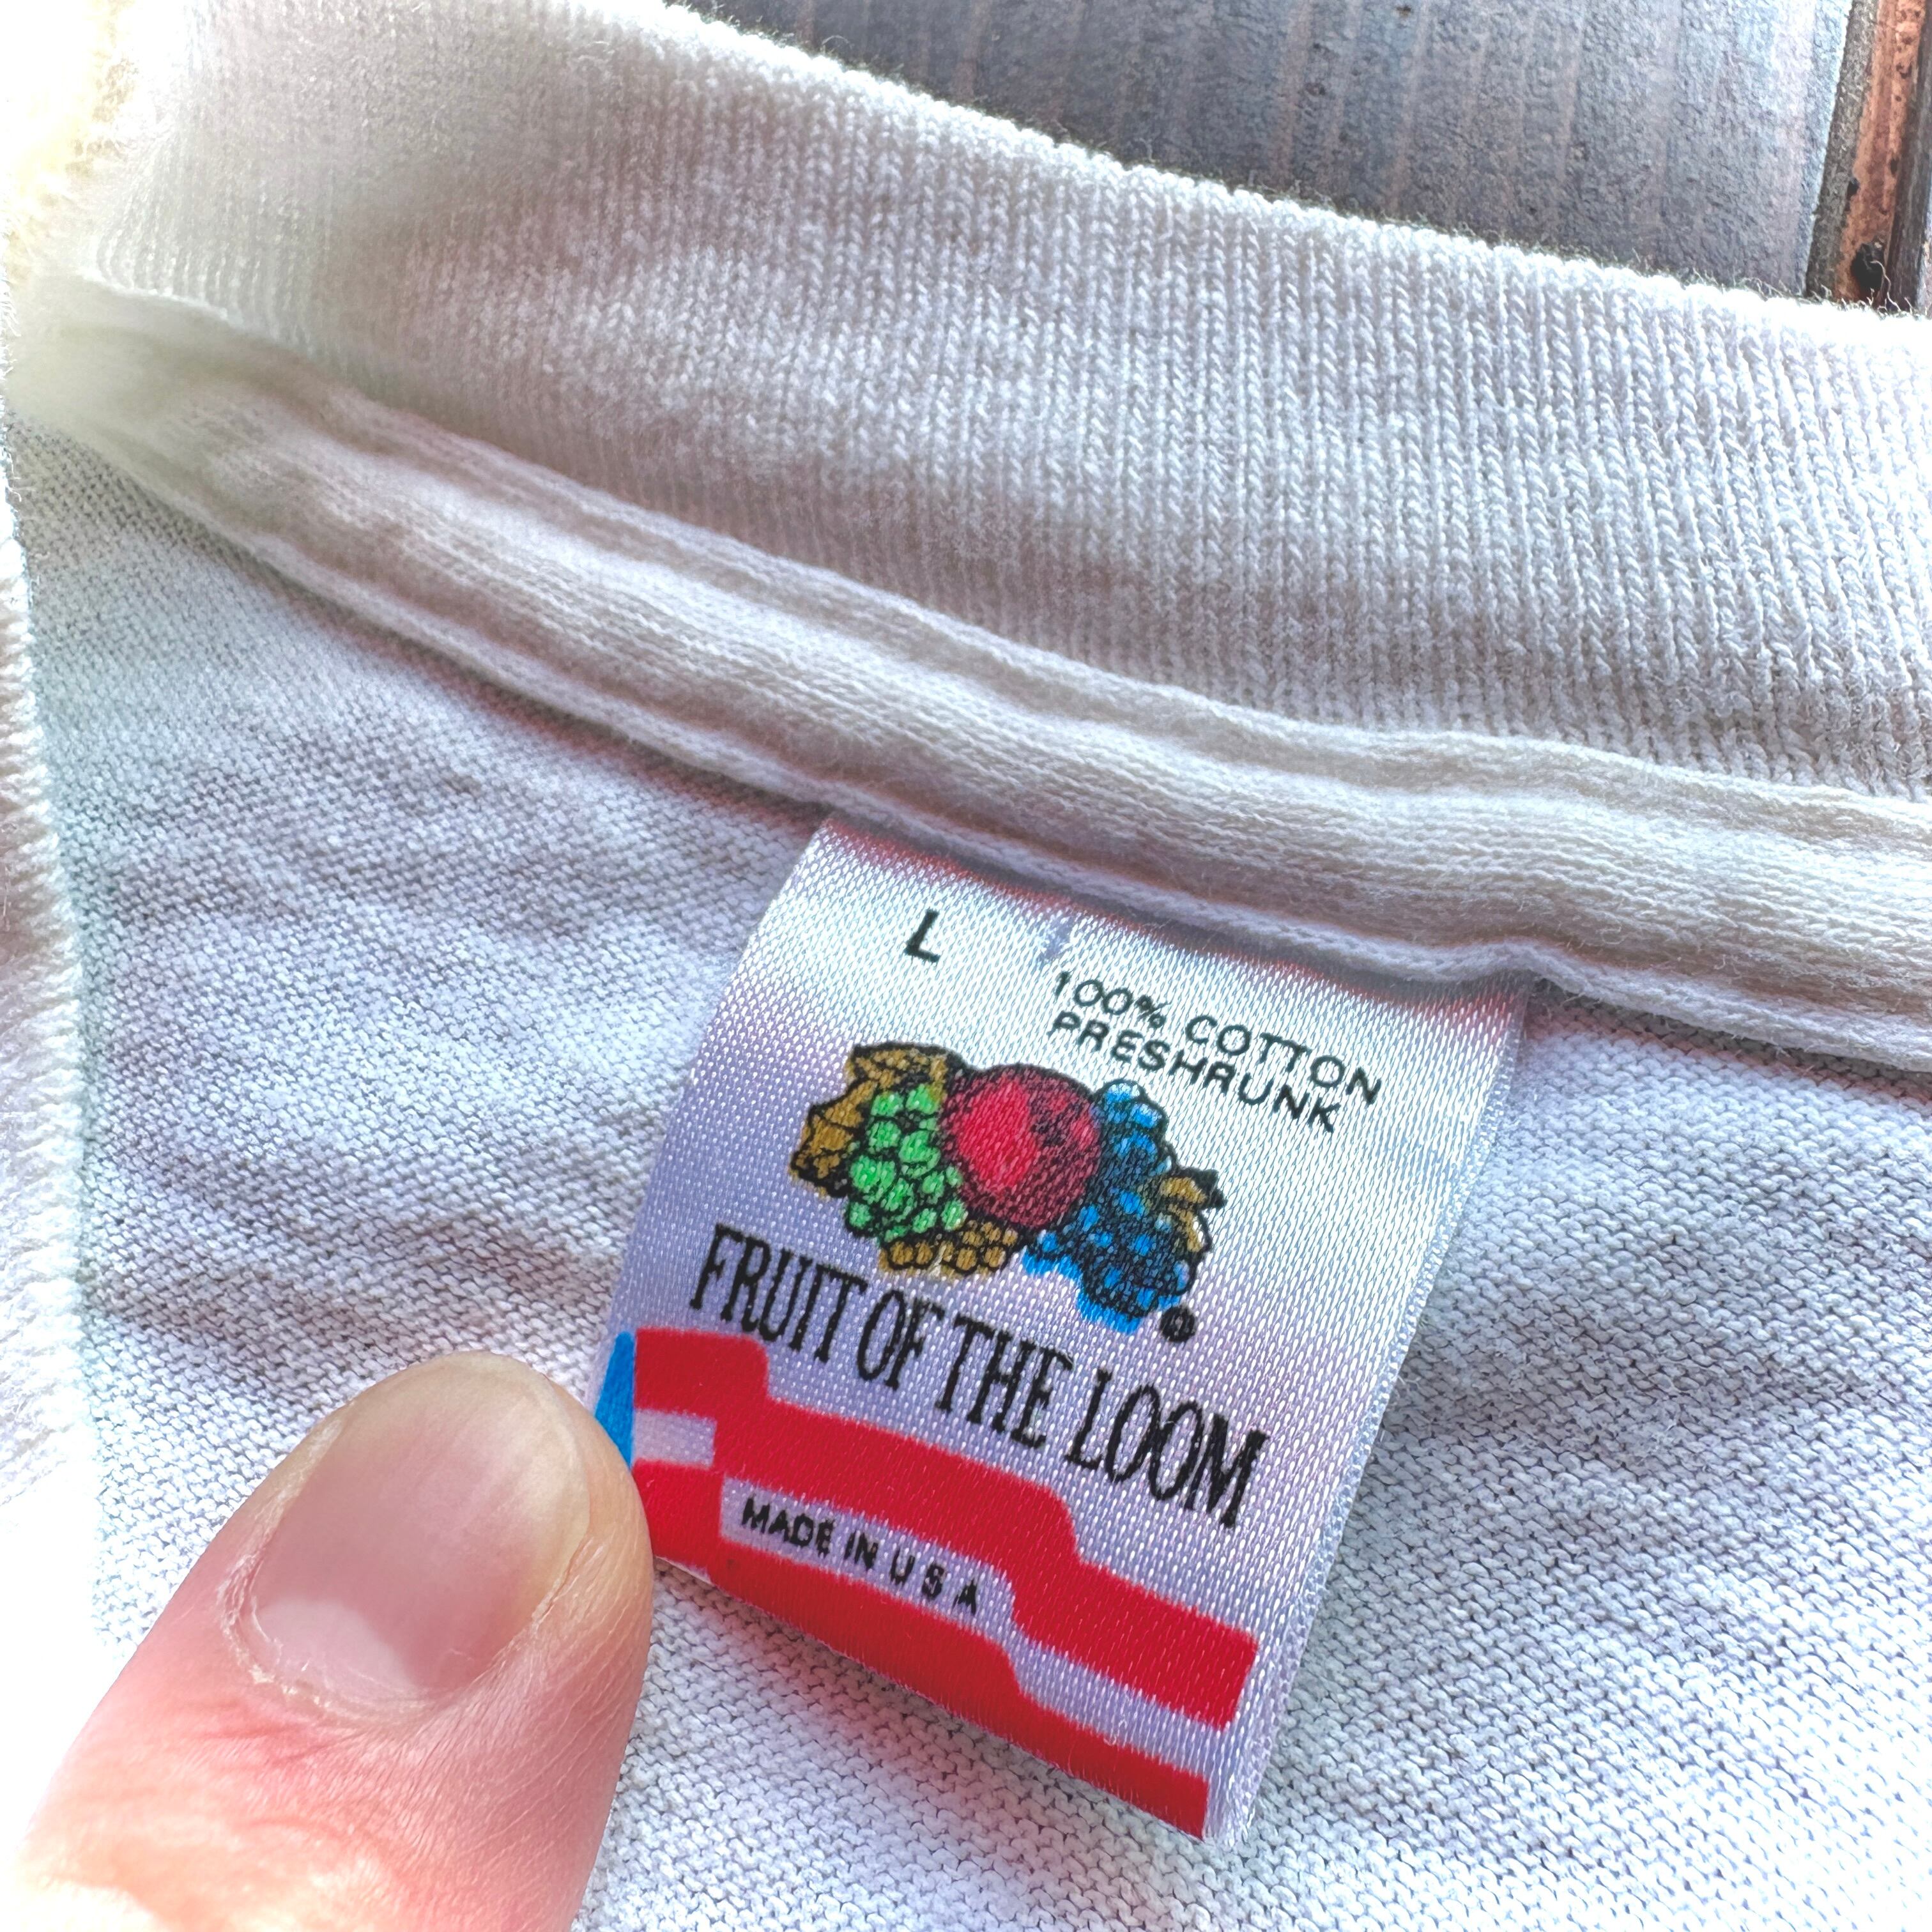 L
100% COTTON
PRESHRUNK
®
FRUIT OF THE LOOM
MADE IN U S A